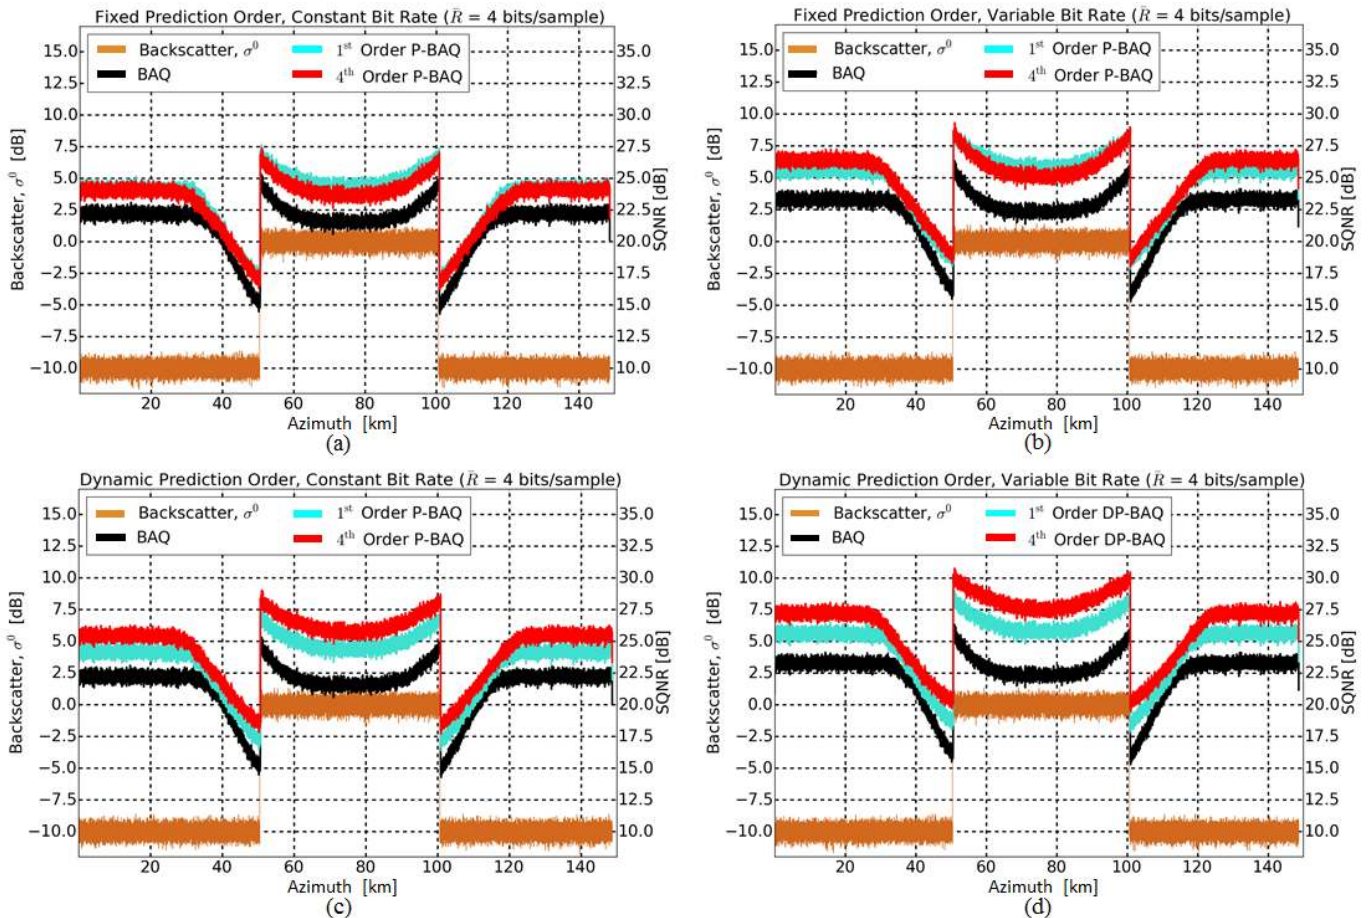 Fixed Prediction Order, Constant Bit Rate (R̄ = 4 bits/sample)
Backscatter, σ⁰
1ˢᵗ Order P-BAQ
BAQ
4ᵗʰ Order P-BAQ
15.0
12.5
10.0
7.5
5.0
2.5
0.0
−2.5
−5.0
−7.5
−10.0
Backscatter, σ⁰ [dB]
35.0
32.5
30.0
27.5
25.0
22.5
20.0
17.5
15.0
12.5
10.0
SQNR [dB]
20 40 60 80 100 120 140
Azimuth [km]
(a)
Fixed Prediction Order, Variable Bit Rate (R̄ = 4 bits/sample)
Backscatter, σ⁰
1ˢᵗ Order P-BAQ
BAQ
4ᵗʰ Order P-BAQ
15.0
12.5
10.0
7.5
5.0
2.5
0.0
−2.5
−5.0
−7.5
−10.0
Backscatter, σ⁰ [dB]
35.0
32.5
30.0
27.5
25.0
22.5
20.0
17.5
15.0
12.5
10.0
SQNR [dB]
20 40 60 80 100 120 140
Azimuth [km]
(b)
Dynamic Prediction Order, Constant Bit Rate (R̄ = 4 bits/sample)
Backscatter, σ⁰
1ˢᵗ Order P-BAQ
BAQ
4ᵗʰ Order P-BAQ
15.0
12.5
10.0
7.5
5.0
2.5
0.0
−2.5
−5.0
−7.5
−10.0
Backscatter, σ⁰ [dB]
35.0
32.5
30.0
27.5
25.0
22.5
20.0
17.5
15.0
12.5
10.0
SQNR [dB]
20 40 60 80 100 120 140
Azimuth [km]
(c)
Dynamic Prediction Order, Variable Bit Rate (R̄ = 4 bits/sample)
Backscatter, σ⁰
1ˢᵗ Order DP-BAQ
BAQ
4ᵗʰ Order DP-BAQ
15.0
12.5
10.0
7.5
5.0
2.5
0.0
−2.5
−5.0
−7.5
−10.0
Backscatter, σ⁰ [dB]
35.0
32.5
30.0
27.5
25.0
22.5
20.0
17.5
15.0
12.5
10.0
SQNR [dB]
20 40 60 80 100 120 140
Azimuth [km]
(d)